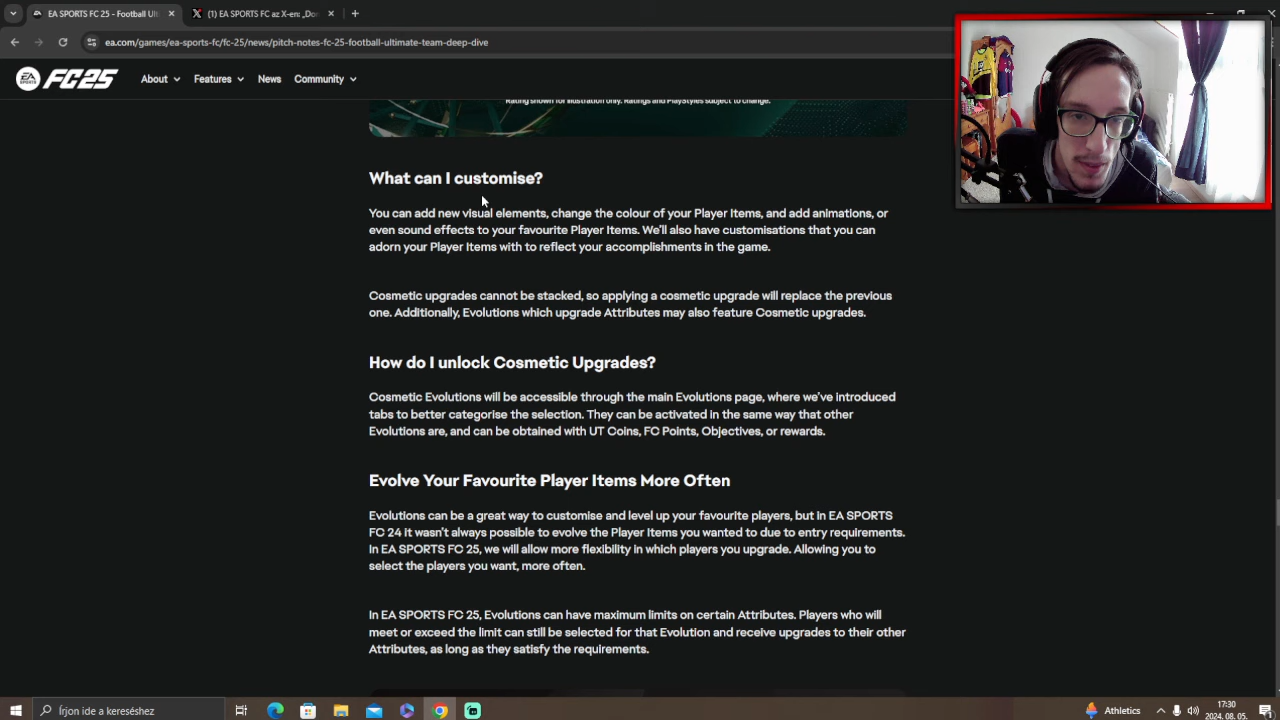 EA SPORTS FC 25 - Football Ult
(1) EA SPORTS FC az X-en: „Do
ea.com/games/ea-sports-fc/fc-25/news/pitch-notes-fc-25-football-ultimate-team-deep-dive
EA SPORTS FC25 About Features News Community
Rating shown for illustration only. Ratings and PlayStyles subject to change.
What can I customise?
You can add new visual elements, change the colour of your Player Items, and add animations, or
even sound effects to your favourite Player Items. We'll also have customisations that you can
adorn your Player Items with to reflect your accomplishments in the game.
Cosmetic upgrades cannot be stacked, so applying a cosmetic upgrade will replace the previous
one. Additionally, Evolutions which upgrade Attributes may also feature Cosmetic upgrades.
How do I unlock Cosmetic Upgrades?
Cosmetic Evolutions will be accessible through the main Evolutions page, where we've introduced
tabs to better categorise the selection. They can be activated in the same way that other
Evolutions are, and can be obtained with UT Coins, FC Points, Objectives, or rewards.
Evolve Your Favourite Player Items More Often
Evolutions can be a great way to customise and level up your favourite players, but in EA SPORTS
FC 24 it wasn't always possible to evolve the Player Items you wanted to due to entry requirements.
In EA SPORTS FC 25, we will allow more flexibility in which players you upgrade. Allowing you to
select the players you want, more often.
In EA SPORTS FC 25, Evolutions can have maximum limits on certain Attributes. Players who will
meet or exceed the limit can still be selected for that Evolution and receive upgrades to their other
Attributes, as long as they satisfy the requirements.
Írjon ide a kereséshez
Athletics
17:30
2024. 08. 05.